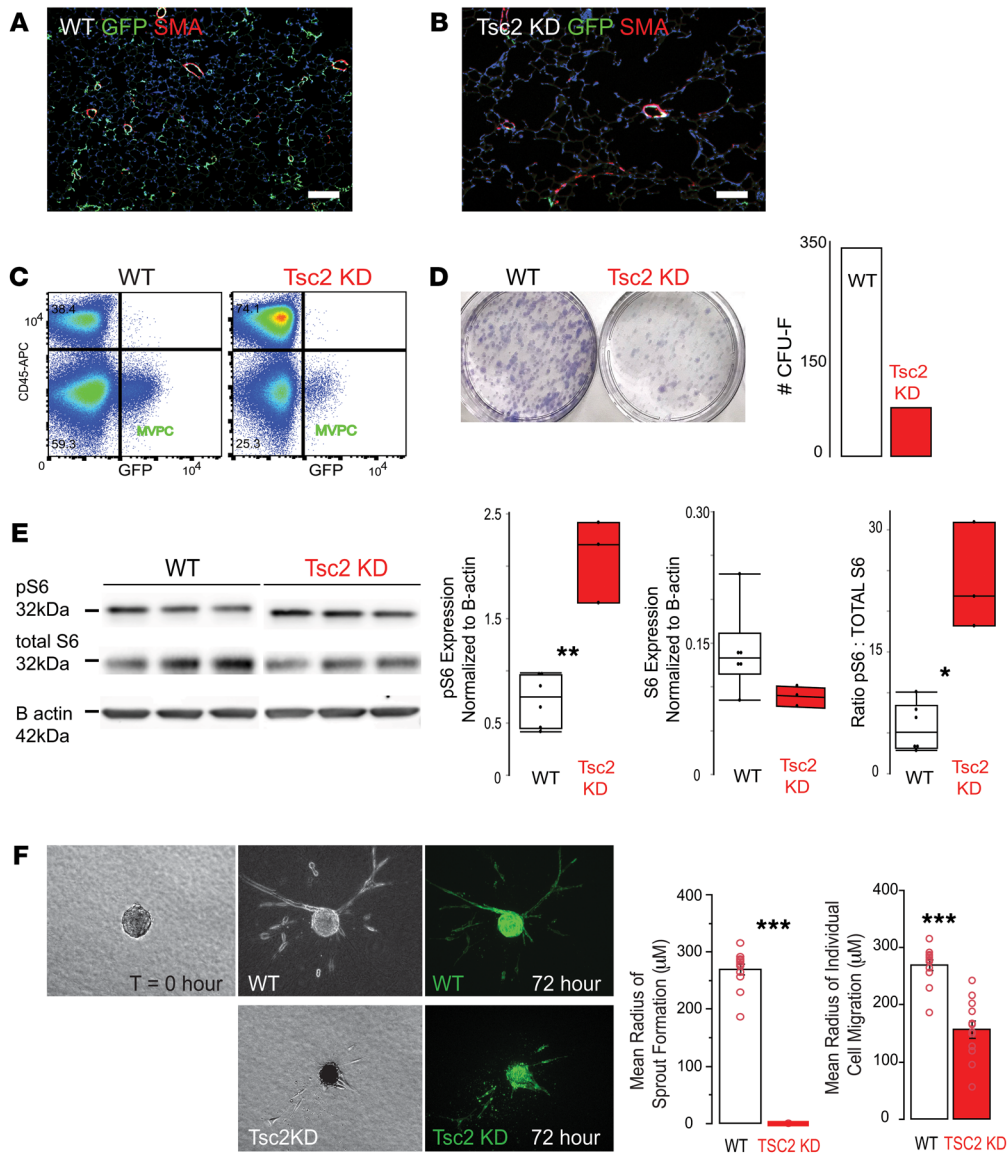 A
WT GFP SMA
B
Tsc2 KD GFP SMA
C
WT
Tsc2 KD
CD45-APC
10⁴
38.4
59.3
MVPC
0
GFP
10⁴
74.1
25.3
MVPC
0
GFP
10⁴
D
WT
Tsc2 KD
# CFU-F
350
150
0
WT
Tsc2
KD
E
WT
Tsc2 KD
pS6
32kDa
total S6
32kDa
B actin
42kDa
pS6 Expression
Normalized to B-actin
2.5
1.5
0.5
0
**
WT
Tsc2
KD
S6 Expression
Normalized to B-actin
0.30
0.15
0
WT
Tsc2
KD
Ratio pS6 : TOTAL S6
30
15
0
*
WT
Tsc2
KD
F
T = 0 hour
WT
WT
72 hour
Tsc2KD
Tsc2 KD
72 hour
Mean Radius of
Sprout Formation (µM)
400
300
200
100
0
***
WT
TSC2 KD
Mean Radius of Individual
Cell Migration (µM)
400
300
200
100
0
***
WT
TSC2 KD